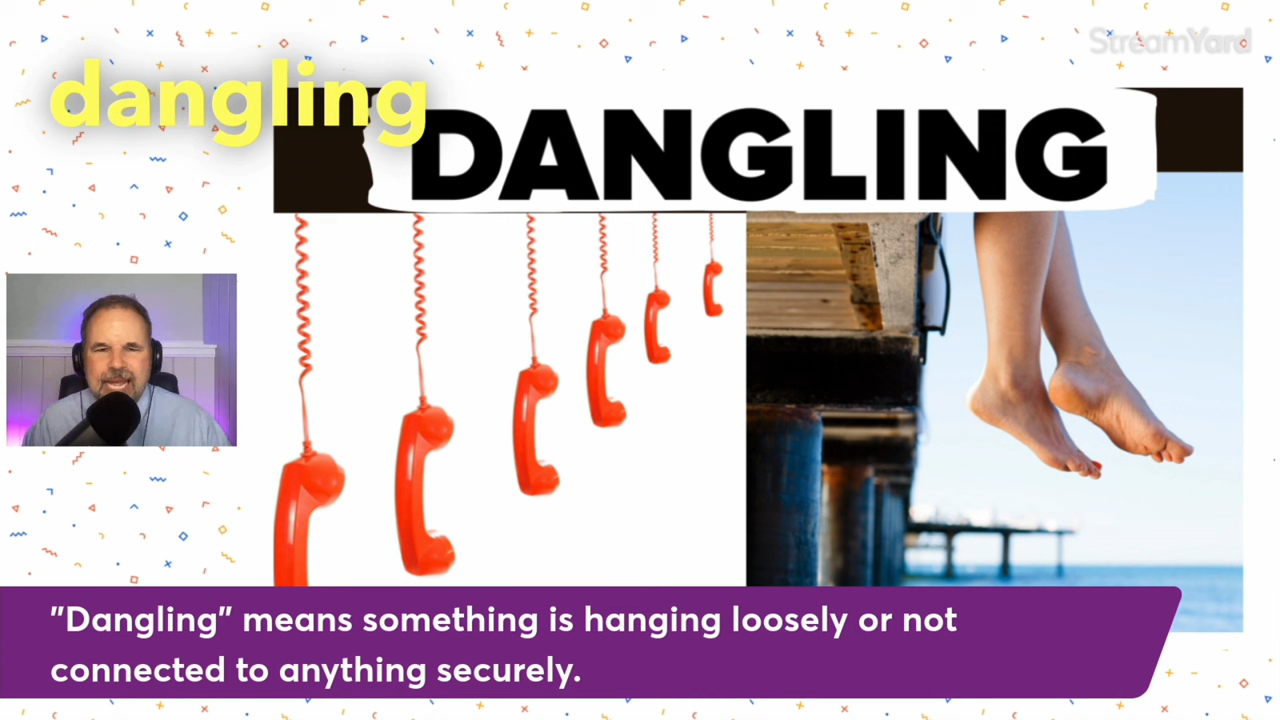 StreamYard
dangling
DANGLING
"Dangling" means something is hanging loosely or not
connected to anything securely.